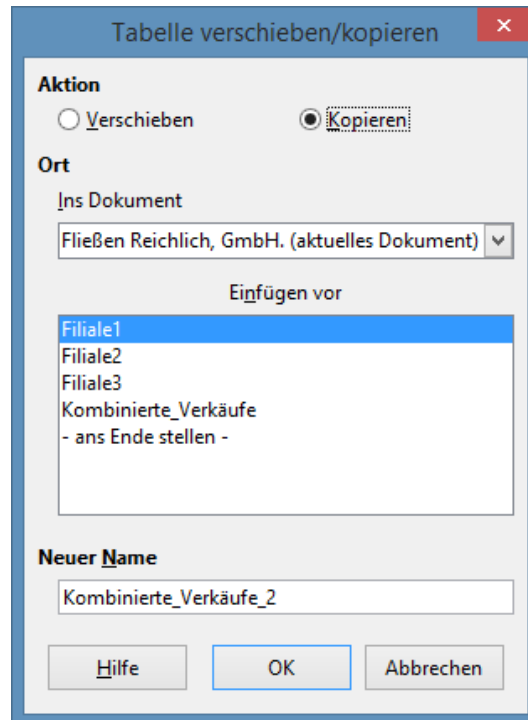 Tabelle verschieben/kopieren
Aktion
Verschieben Kopieren
Ort
Ins Dokument
Fließen Reichlich, GmbH. (aktuelles Dokument)
Einfügen vor
Filiale1
Filiale2
Filiale3
Kombinierte_Verkäufe
- ans Ende stellen -
Neuer Name
Kombinierte_Verkäufe_2
Hilfe OK Abbrechen